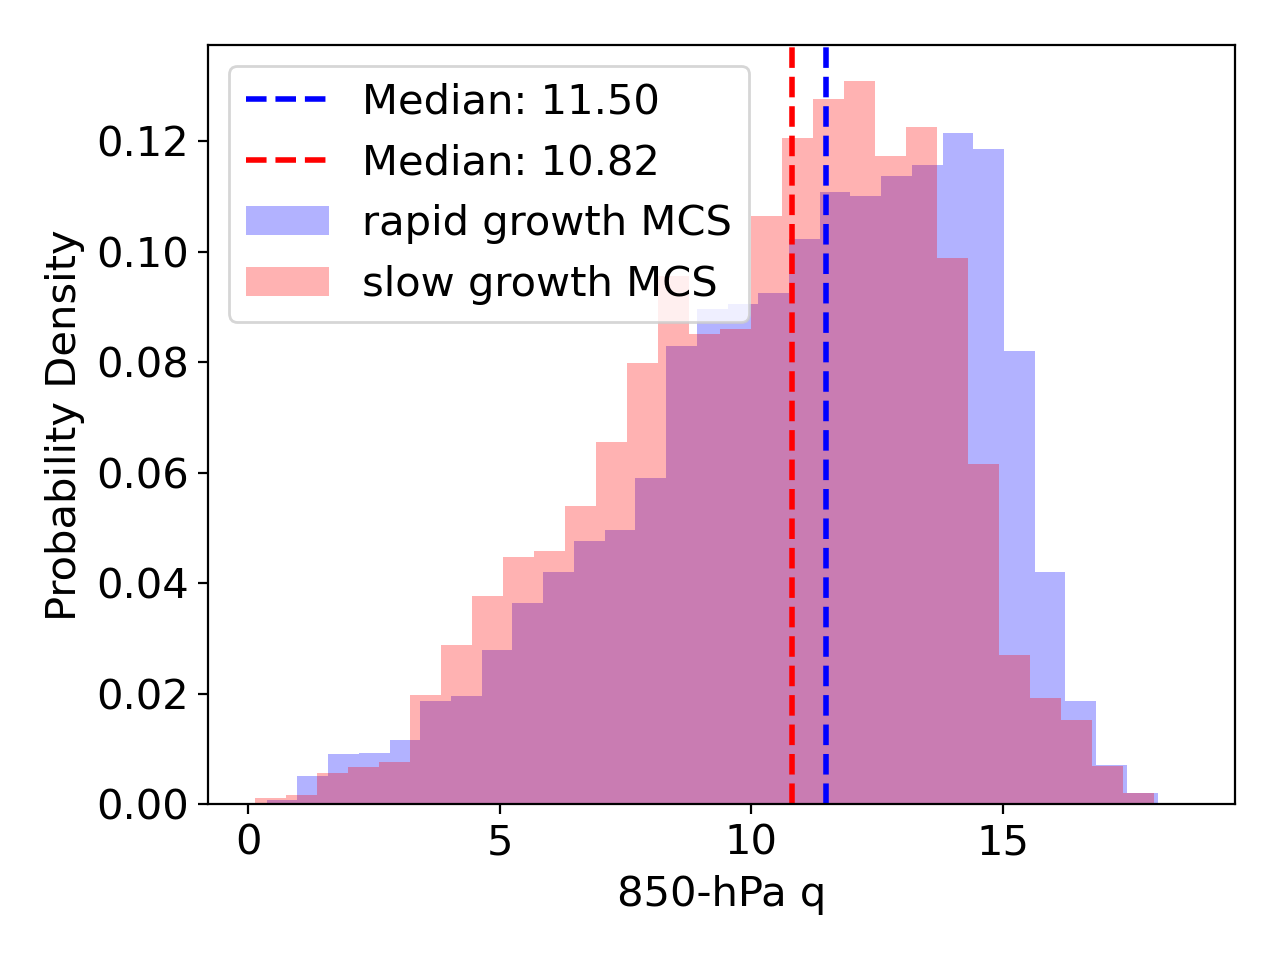 Median: 11.50
Median: 10.82
rapid growth MCS
slow growth MCS
Probability Density
0.12
0.10
0.08
0.06
0.04
0.02
0.00
0 5 10 15
850-hPa q